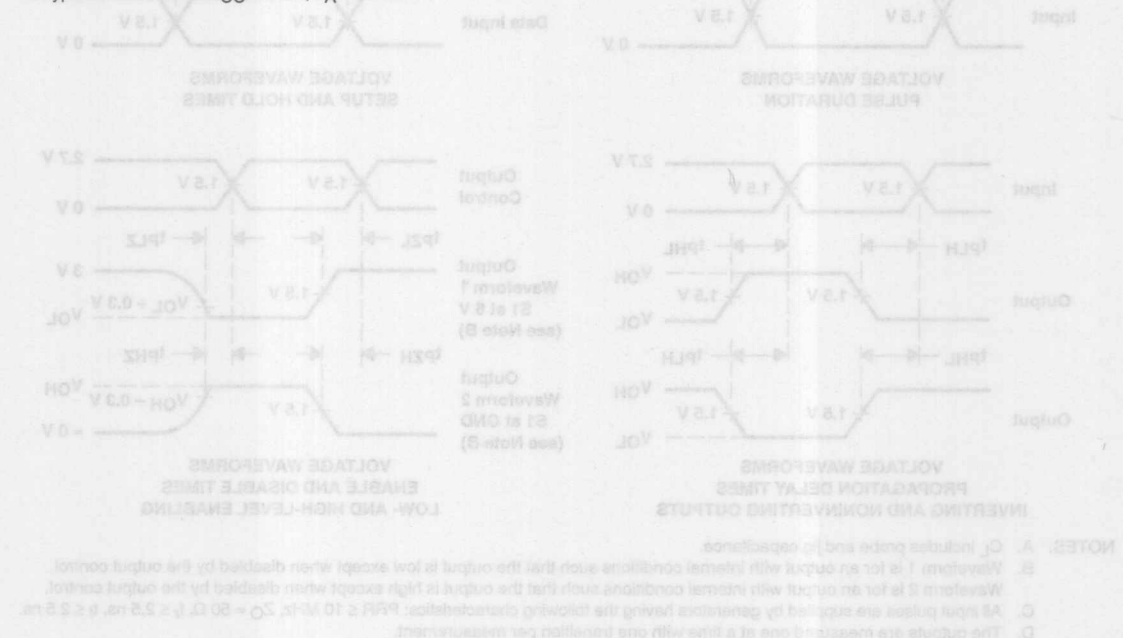 Input
1.5 V
1.5 V
0 V
VOLTAGE WAVEFORMS
PULSE DURATION
Data Input
1.5 V
1.5 V
0 V
VOLTAGE WAVEFORMS
SETUP AND HOLD TIMES
Input
1.5 V
1.5 V
2.7 V
0 V
tPLH
tPHL
Output
1.5 V
1.5 V
VOH
VOL
tPHL
tPLH
Output
1.5 V
1.5 V
VOH
VOL
VOLTAGE WAVEFORMS
PROPAGATION DELAY TIMES
INVERTING AND NONINVERTING OUTPUTS
Output
Control
1.5 V
1.5 V
2.7 V
0 V
tPZL
tPLZ
Output
Waveform 1
S1 at 6 V
(see Note B)
1.5 V
VOL + 0.3 V
3 V
VOL
tPZH
tPHZ
Output
Waveform 2
S1 at GND
(see Note B)
1.5 V
VOH – 0.3 V
VOH
≈ 0 V
VOLTAGE WAVEFORMS
ENABLE AND DISABLE TIMES
LOW- AND HIGH-LEVEL ENABLING
NOTES: A. CL includes probe and jig capacitance.
B. Waveform 1 is for an output with internal conditions such that the output is low except when disabled by the output control.
Waveform 2 is for an output with internal conditions such that the output is high except when disabled by the output control.
C. All input pulses are supplied by generators having the following characteristics: PRR ≤ 10 MHz, ZO = 50 Ω, tr ≤ 2.5 ns, tf ≤ 2.5 ns.
D. The outputs are measured one at a time with one transition per measurement.